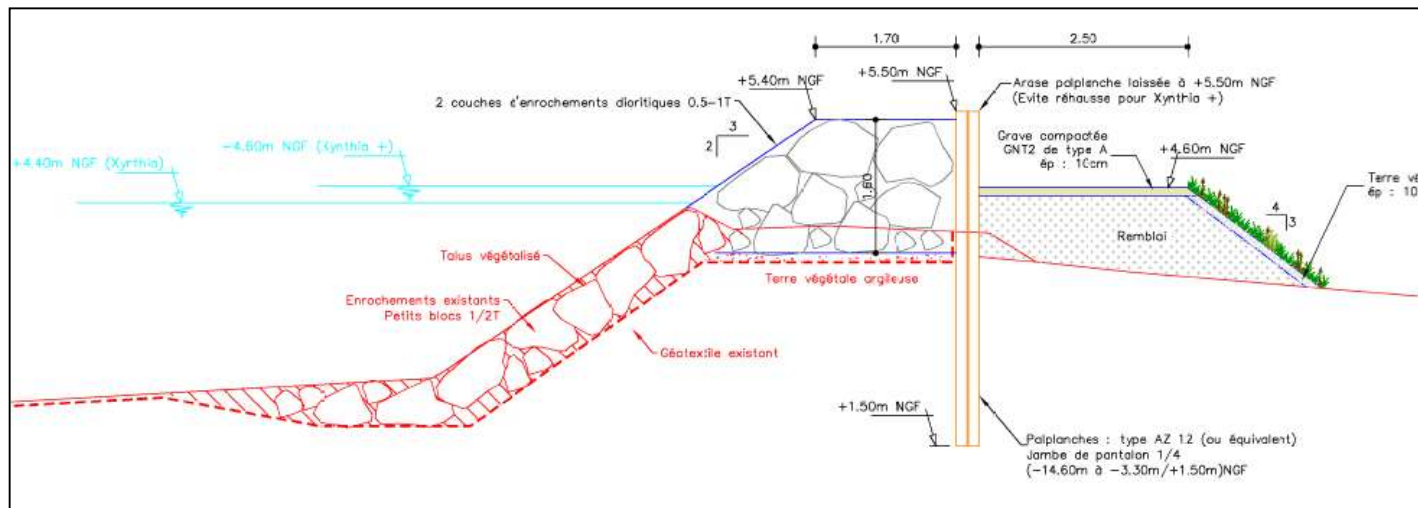 1.70
2.50
+5.40m NGF
+5.50m NGF
Arase palplanche laissée à +5.50m NGF
(Evite réhausse pour Xynthia +)
2 couches d'enrochements dioritiques 0.5-1T
3
2
Grave compactée
GNT2 de type A
ép : 10cm
+4.60m NGF
-4.60m NGF (Xynthia +)
+4.40m NGF (Xynthia)
1.60
Terre vé
ép : 10
4
3
Remblai
Talus végétalisé
Terre végétale argileuse
Enrochements existants
Petits blocs 1/2T
Géotextile existant
+1.50m NGF
Palplanches : type AZ 12 (ou équivalent)
Jambe de pantalon 1/4
(-14.60m à -3.30m/+1.50m)NGF